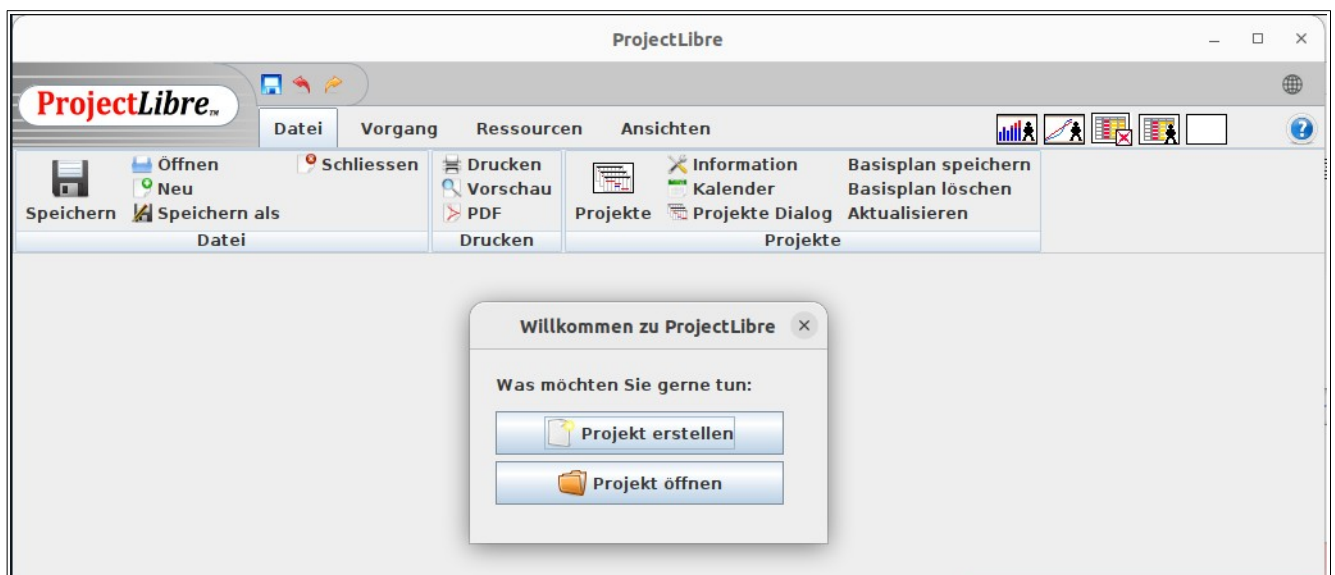 ProjectLibre
ProjectLibre™
Datei Vorgang Ressourcen Ansichten
Speichern
Öffnen
Neu
Speichern als
Schliessen
Datei
Drucken
Vorschau
PDF
Drucken
Projekte
Information
Kalender
Projekte Dialog
Basisplan speichern
Basisplan löschen
Aktualisieren
Projekte
Willkommen zu ProjectLibre
Was möchten Sie gerne tun:
Projekt erstellen
Projekt öffnen